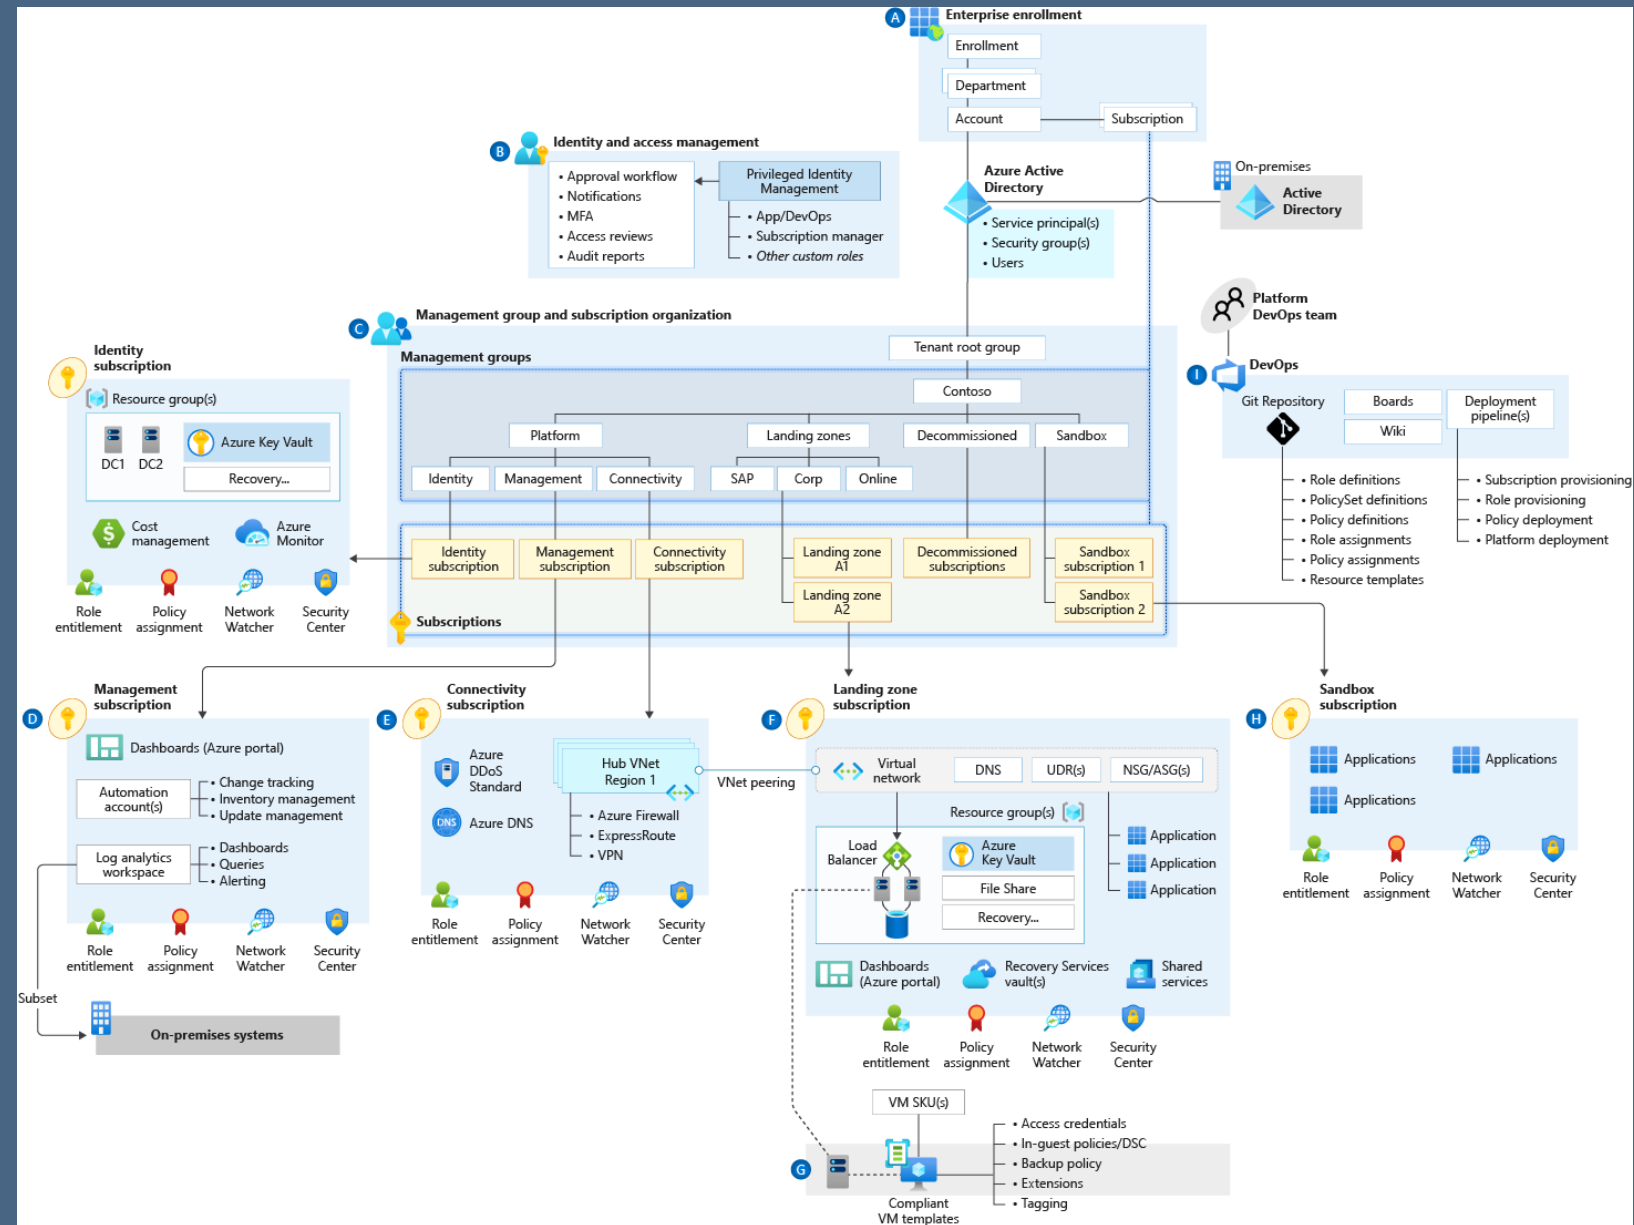 A
Enterprise enrollment
Enrollment
Department
Account
Subscription
B
Identity and access management
• Approval workflow
• Notifications
• MFA
• Access reviews
• Audit reports
Privileged Identity
Management
• App/DevOps
• Subscription manager
• Other custom roles
Azure Active
Directory
• Service principal(s)
• Security group(s)
• Users
On-premises
Active
Directory
Platform
DevOps team
I
DevOps
Git Repository
Boards
Wiki
Deployment
pipeline(s)
• Role definitions
• PolicySet definitions
• Policy definitions
• Role assignments
• Policy assignments
• Resource templates
• Subscription provisioning
• Role provisioning
• Policy deployment
• Platform deployment
C
Management group and subscription organization
Management groups
Tenant root group
Contoso
Platform
Landing zones
Decommissioned
Sandbox
Identity
Management
Connectivity
SAP
Corp
Online
Identity
subscription
Management
subscription
Connectivity
subscription
Landing zone
A1
Landing zone
A2
Decommissioned
subscriptions
Sandbox
subscription 1
Sandbox
subscription 2
Subscriptions
Identity
subscription
Resource group(s)
DC1
DC2
Azure Key Vault
Recovery...
Cost
management
Azure
Monitor
Role
entitlement
Policy
assignment
Network
Watcher
Security
Center
D
Management
subscription
Dashboards (Azure portal)
Automation
account(s)
• Change tracking
• Inventory management
• Update management
Log analytics
workspace
• Dashboards
• Queries
• Alerting
Role
entitlement
Policy
assignment
Network
Watcher
Security
Center
Subset
On-premises systems
E
Connectivity
subscription
Azure
DDoS
Standard
DNS
Azure DNS
Hub VNet
Region 1
• Azure Firewall
• ExpressRoute
• VPN
VNet peering
Role
entitlement
Policy
assignment
Network
Watcher
Security
Center
F
Landing zone
subscription
Virtual
network
DNS
UDR(s)
NSG/ASG(s)
Resource group(s)
Load
Balancer
Azure
Key Vault
File Share
Recovery...
Application
Application
Application
Dashboards
(Azure portal)
Recovery Services
vault(s)
Shared
services
Role
entitlement
Policy
assignment
Network
Watcher
Security
Center
H
Sandbox
subscription
Applications
Applications
Applications
Role
entitlement
Policy
assignment
Network
Watcher
Security
Center
G
VM SKU(s)
Compliant
VM templates
• Access credentials
• In-guest policies/DSC
• Backup policy
• Extensions
• Tagging